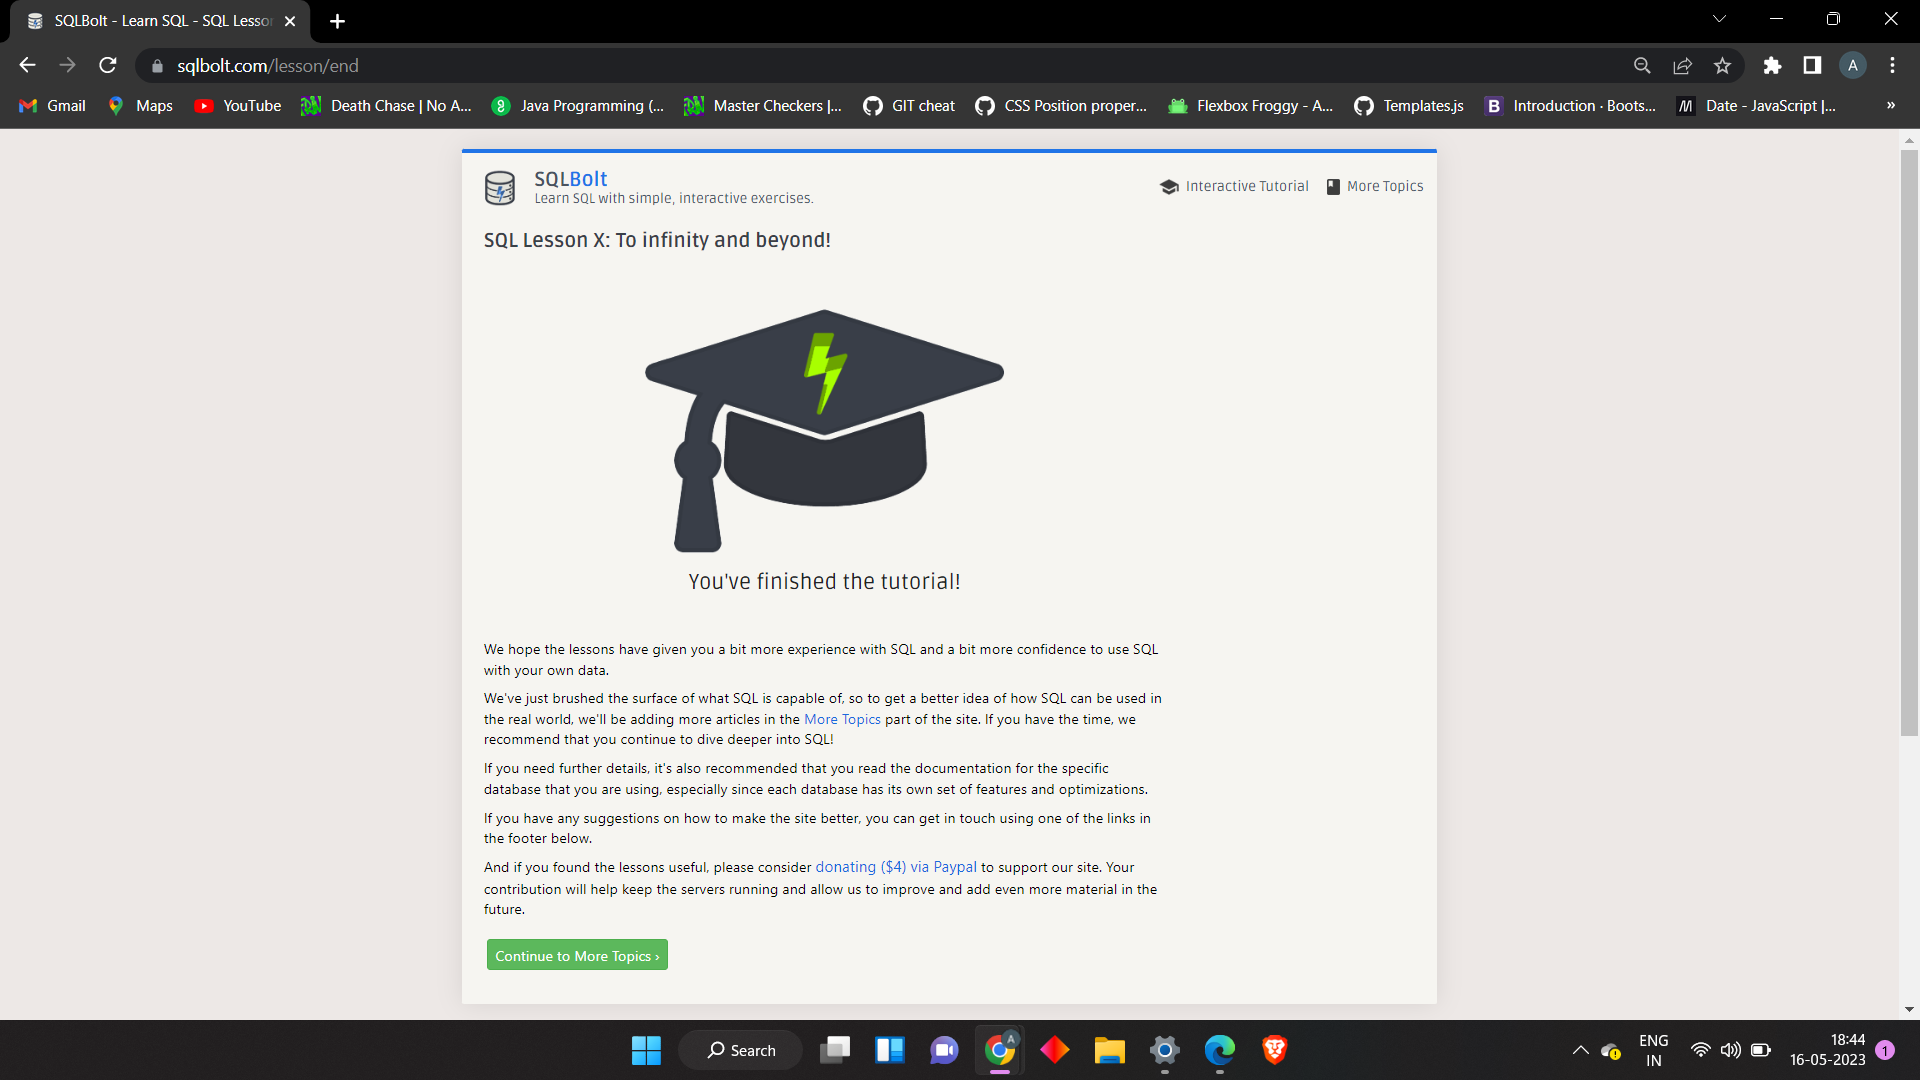 SQLBolt - Learn SQL - SQL Lesso
sqlbolt.com/lesson/end
A
Gmail
Maps
YouTube
Death Chase | No A...
Java Programming (...
Master Checkers |...
GIT cheat
CSS Position proper...
Flexbox Froggy - A...
Templates.js
Introduction · Boots...
Date - JavaScript |...
»
SQLBolt
Learn SQL with simple, interactive exercises.
Interactive Tutorial
More Topics
SQL Lesson X: To infinity and beyond!
You've finished the tutorial!
We hope the lessons have given you a bit more experience with SQL and a bit more confidence to use SQL
with your own data.
We've just brushed the surface of what SQL is capable of, so to get a better idea of how SQL can be used in
the real world, we'll be adding more articles in the More Topics part of the site. If you have the time, we
recommend that you continue to dive deeper into SQL!
If you need further details, it's also recommended that you read the documentation for the specific
database that you are using, especially since each database has its own set of features and optimizations.
If you have any suggestions on how to make the site better, you can get in touch using one of the links in
the footer below.
And if you found the lessons useful, please consider donating ($4) via Paypal to support our site. Your
contribution will help keep the servers running and allow us to improve and add even more material in the
future.
Continue to More Topics ›
Search
A
ENG
IN
18:44
16-05-2023
1